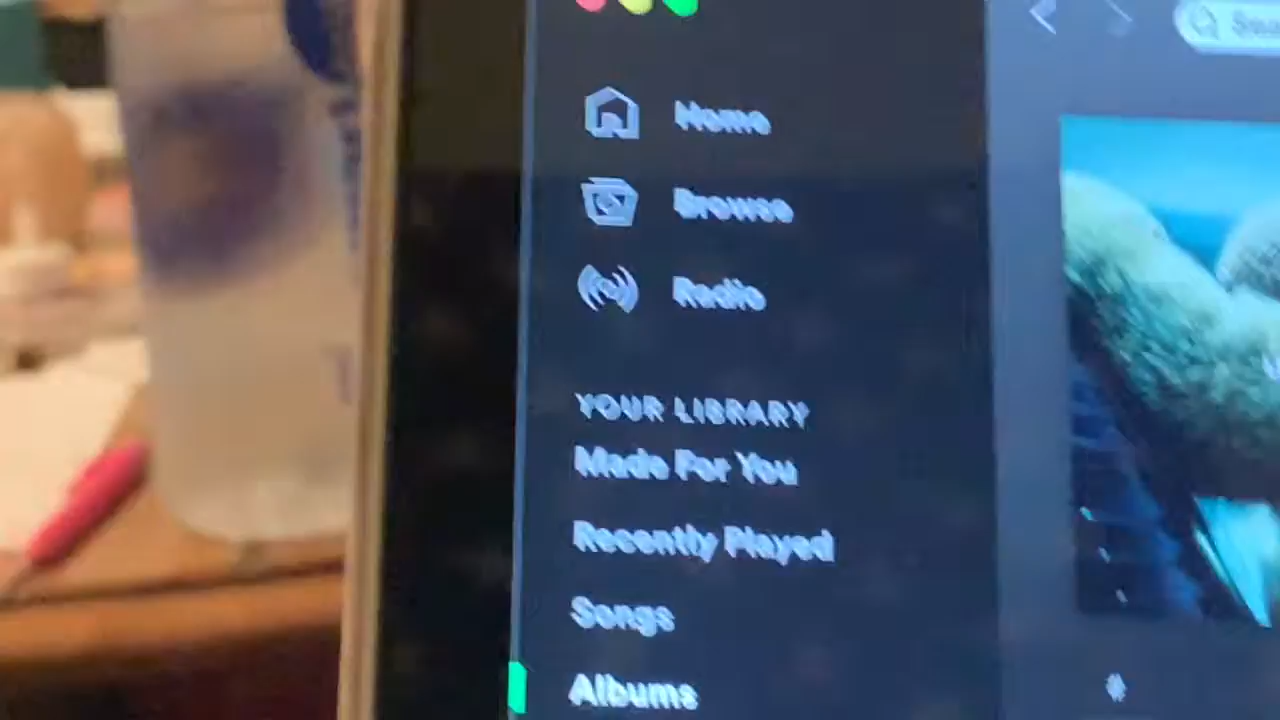 Home
Browse
Radio
YOUR LIBRARY
Made For You
Recently Played
Songs
Albums